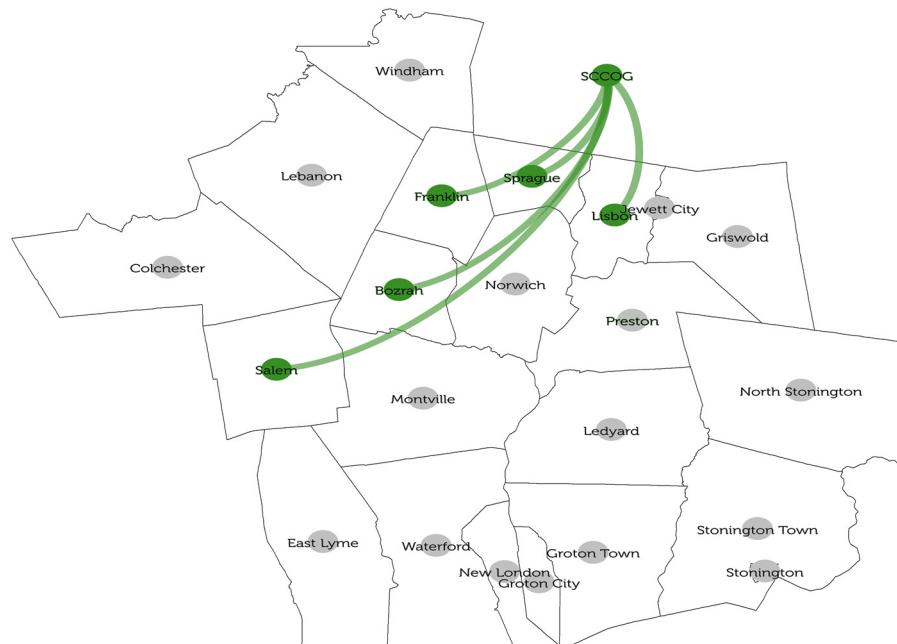 Windham
SCCOG
Lebanon
Sprague
Franklin
Lisbon
Jewett City
Griswold
Colchester
Norwich
Bozrah
Preston
Salem
North Stonington
Montville
Ledyard
Stonington Town
East Lyme
Waterford
Groton Town
New London
Stonington
Groton City